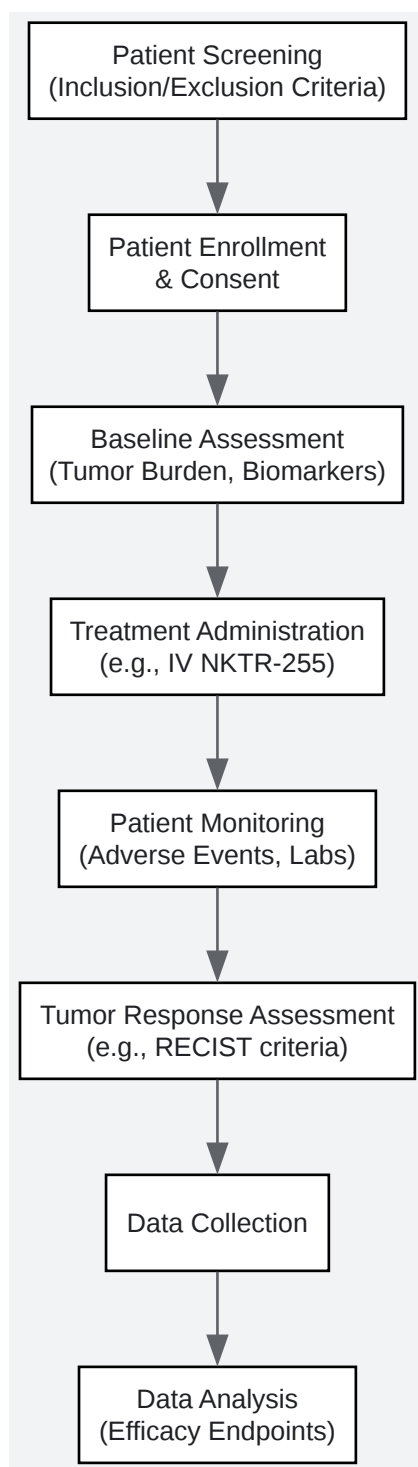 Patient Screening
(Inclusion/Exclusion Criteria)
Patient Enrollment
& Consent
Baseline Assessment
(Tumor Burden, Biomarkers)
Treatment Administration
(e.g., IV NKTR-255)
Patient Monitoring
(Adverse Events, Labs)
Tumor Response Assessment
(e.g., RECIST criteria)
Data Collection
Data Analysis
(Efficacy Endpoints)